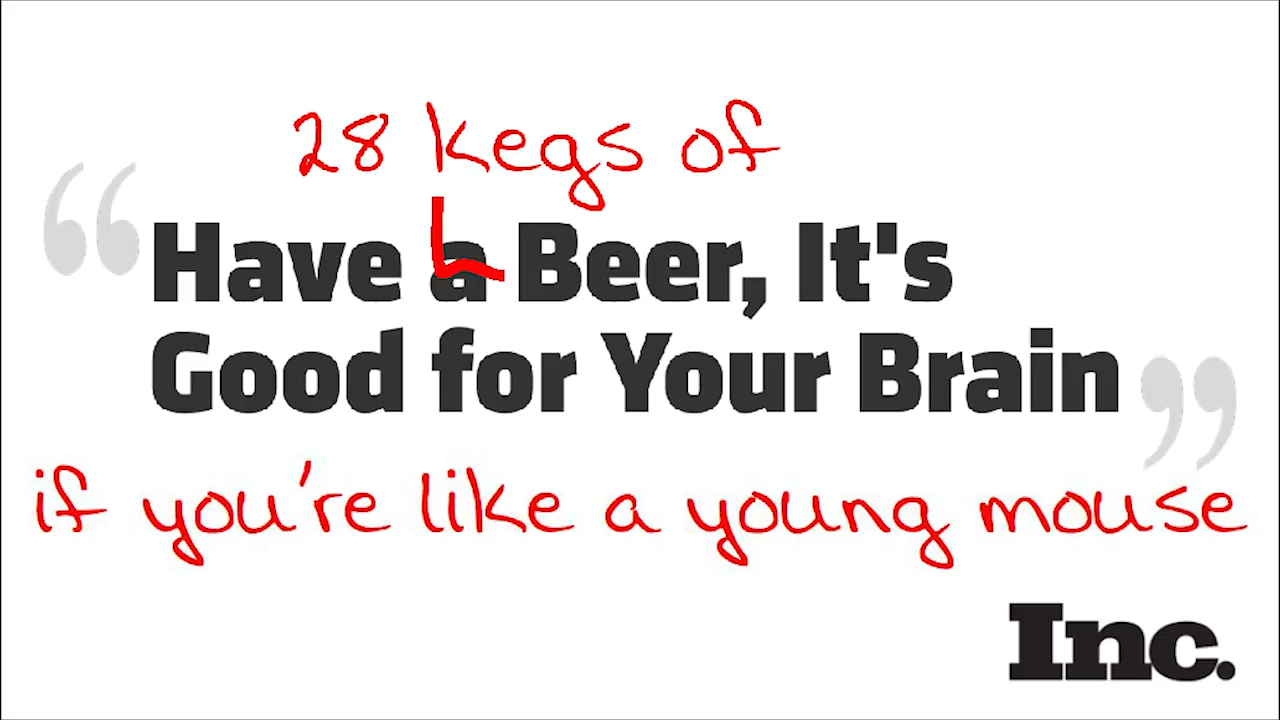 28 kegs of
“Have a Beer, It's
Good for Your Brain”
if you're like a young mouse
Inc.